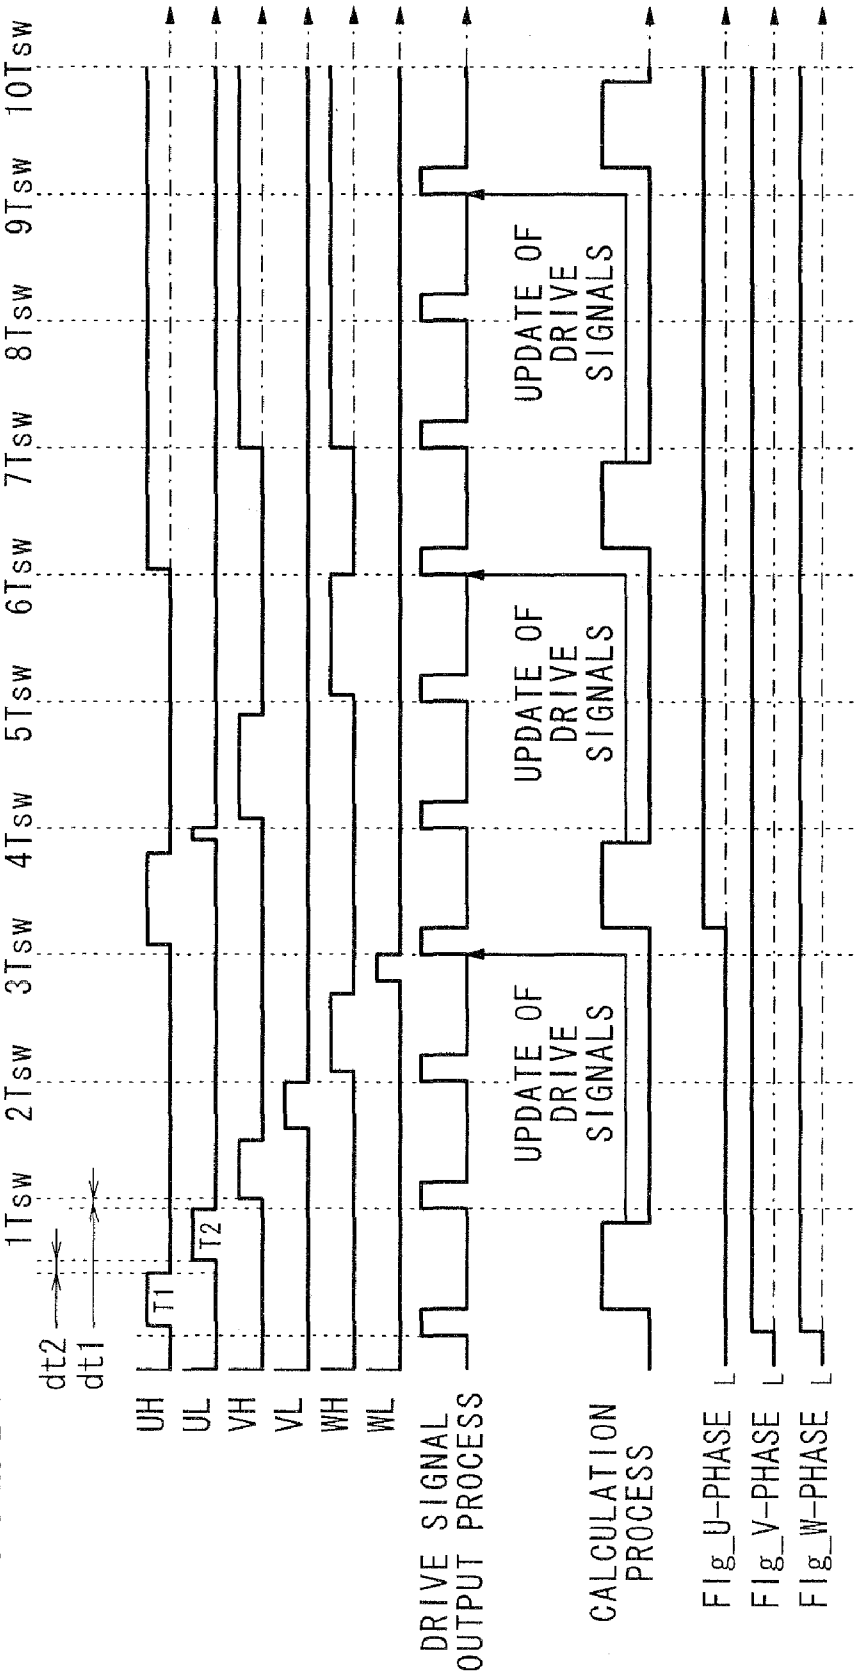 1Tsw 2Tsw 3Tsw 4Tsw 5Tsw 6Tsw 7Tsw 8Tsw 9Tsw 10Tsw
dt2
dt1
UH
T1
UL
T2
VH
VL
WH
WL
DRIVE SIGNAL
OUTPUT PROCESS
UPDATE OF
DRIVE
SIGNALS
UPDATE OF
DRIVE
SIGNALS
UPDATE OF
DRIVE
SIGNALS
CALCULATION
PROCESS
Flg_U-PHASE L
Flg_V-PHASE L
Flg_W-PHASE L